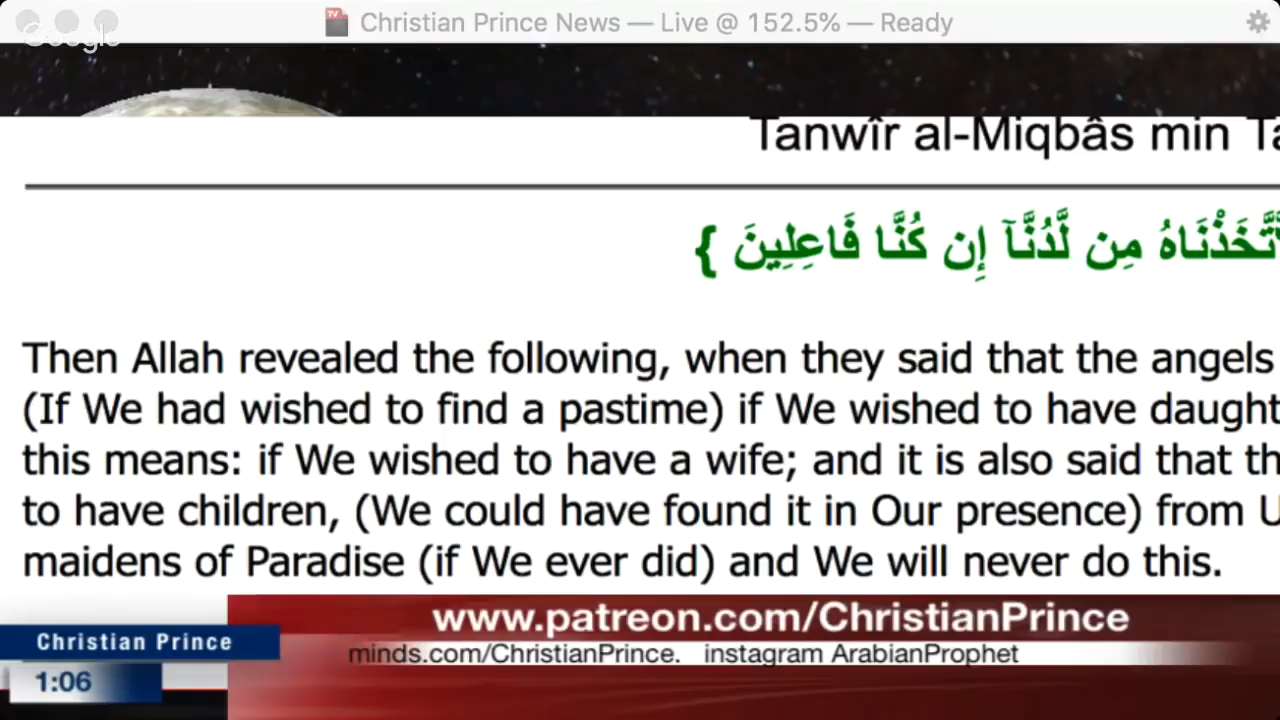 TV
Christian Prince News — Live @ 152.5% — Ready
Google
Tanwîr al-Miqbâs min
تَّخَذْنَاهُ مِن لَّدُنَّآ إِن كُنَّا فَاعِلِينَ }
Then Allah revealed the following, when they said that the angels
(If We had wished to find a pastime) if We wished to have daught
this means: if We wished to have a wife; and it is also said that th
to have children, (We could have found it in Our presence) from U
maidens of Paradise (if We ever did) and We will never do this.
www.patreon.com/ChristianPrince
Christian Prince
minds.com/ChristianPrince. instagram ArabianProphet
1:06